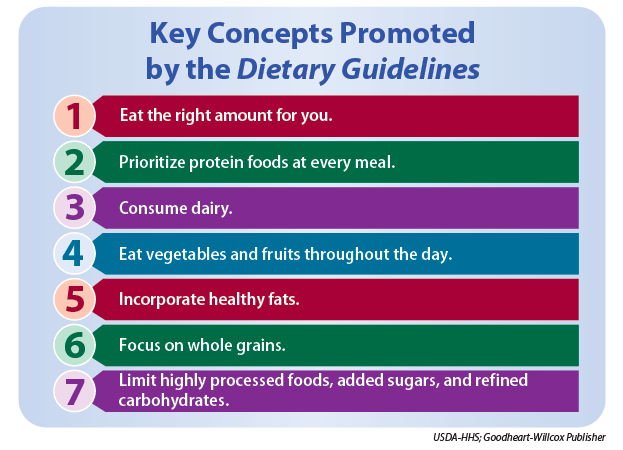 Key Concepts Promoted
by the Dietary Guidelines
1 Eat the right amount for you.
2 Prioritize protein foods at every meal.
3 Consume dairy.
4 Eat vegetables and fruits throughout the day.
5 Incorporate healthy fats.
6 Focus on whole grains.
7 Limit highly processed foods, added sugars, and refined
carbohydrates.
USDA-HHS; Goodheart-Willcox Publisher